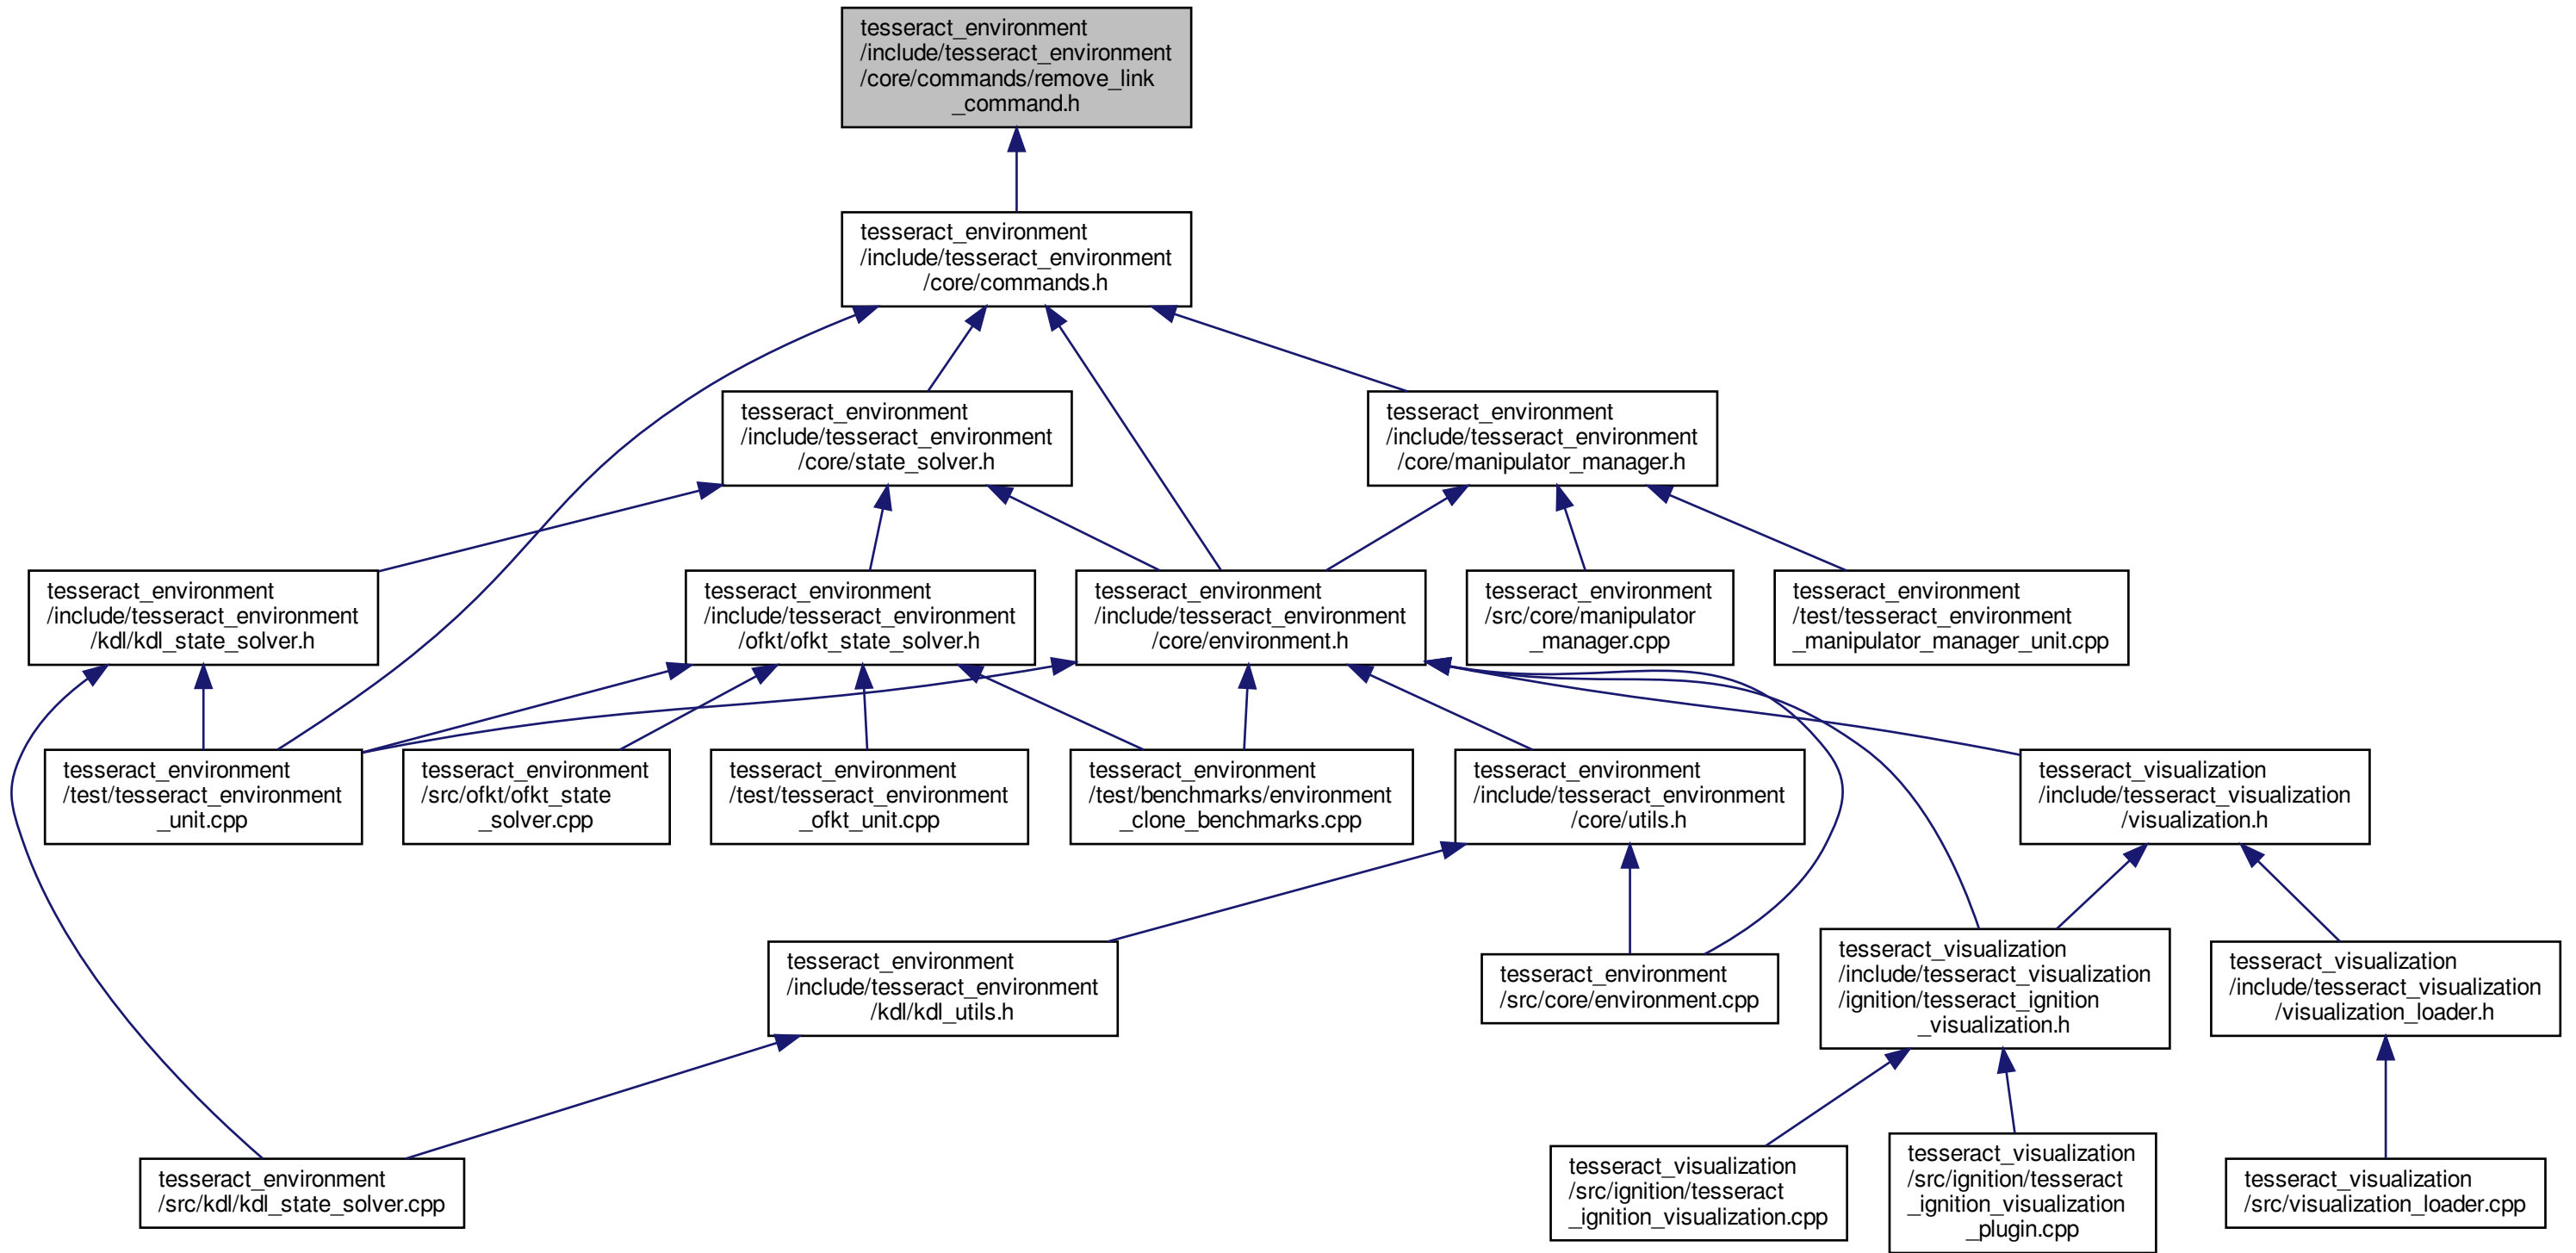 tesseract_environment
/include/tesseract_environment
/core/commands/remove_link
_command.h
tesseract_environment
/include/tesseract_environment
/core/commands.h
tesseract_environment
/include/tesseract_environment
/core/state_solver.h
tesseract_environment
/include/tesseract_environment
/core/manipulator_manager.h
tesseract_environment
/include/tesseract_environment
/kdl/kdl_state_solver.h
tesseract_environment
/include/tesseract_environment
/ofkt/ofkt_state_solver.h
tesseract_environment
/include/tesseract_environment
/core/environment.h
tesseract_environment
/src/core/manipulator
_manager.cpp
tesseract_environment
/test/tesseract_environment
_manipulator_manager_unit.cpp
tesseract_environment
/test/tesseract_environment
_unit.cpp
tesseract_environment
/src/ofkt/ofkt_state
_solver.cpp
tesseract_environment
/test/tesseract_environment
_ofkt_unit.cpp
tesseract_environment
/test/benchmarks/environment
_clone_benchmarks.cpp
tesseract_environment
/include/tesseract_environment
/core/utils.h
tesseract_visualization
/include/tesseract_visualization
/visualization.h
tesseract_environment
/include/tesseract_environment
/kdl/kdl_utils.h
tesseract_environment
/src/core/environment.cpp
tesseract_visualization
/include/tesseract_visualization
/ignition/tesseract_ignition
_visualization.h
tesseract_visualization
/include/tesseract_visualization
/visualization_loader.h
tesseract_environment
/src/kdl/kdl_state_solver.cpp
tesseract_visualization
/src/ignition/tesseract
_ignition_visualization.cpp
tesseract_visualization
/src/ignition/tesseract
_ignition_visualization
_plugin.cpp
tesseract_visualization
/src/visualization_loader.cpp